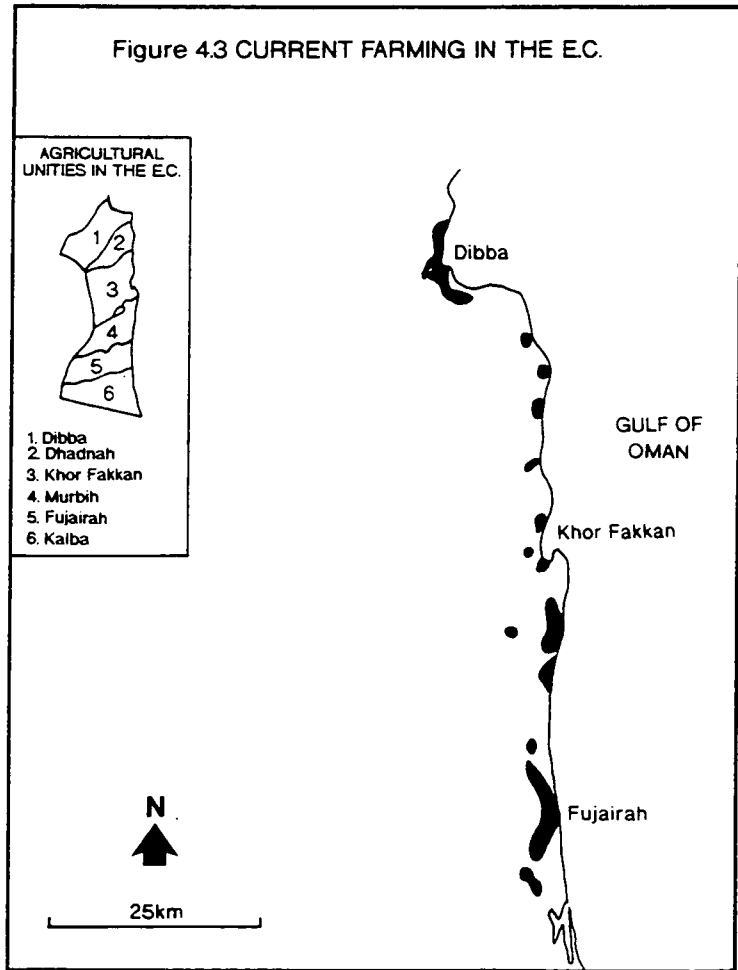 Figure 4.3 CURRENT FARMING IN THE E.C.
AGRICULTURAL
UNITIES IN THE E.C.
1
2
3
4
5
6
1. Dibba
2. Dhadnah
3. Khor Fakkan
4. Murbih
5. Fujairah
6. Kalba
Dibba
GULF OF
OMAN
Khor Fakkan
Fujairah
N
25km